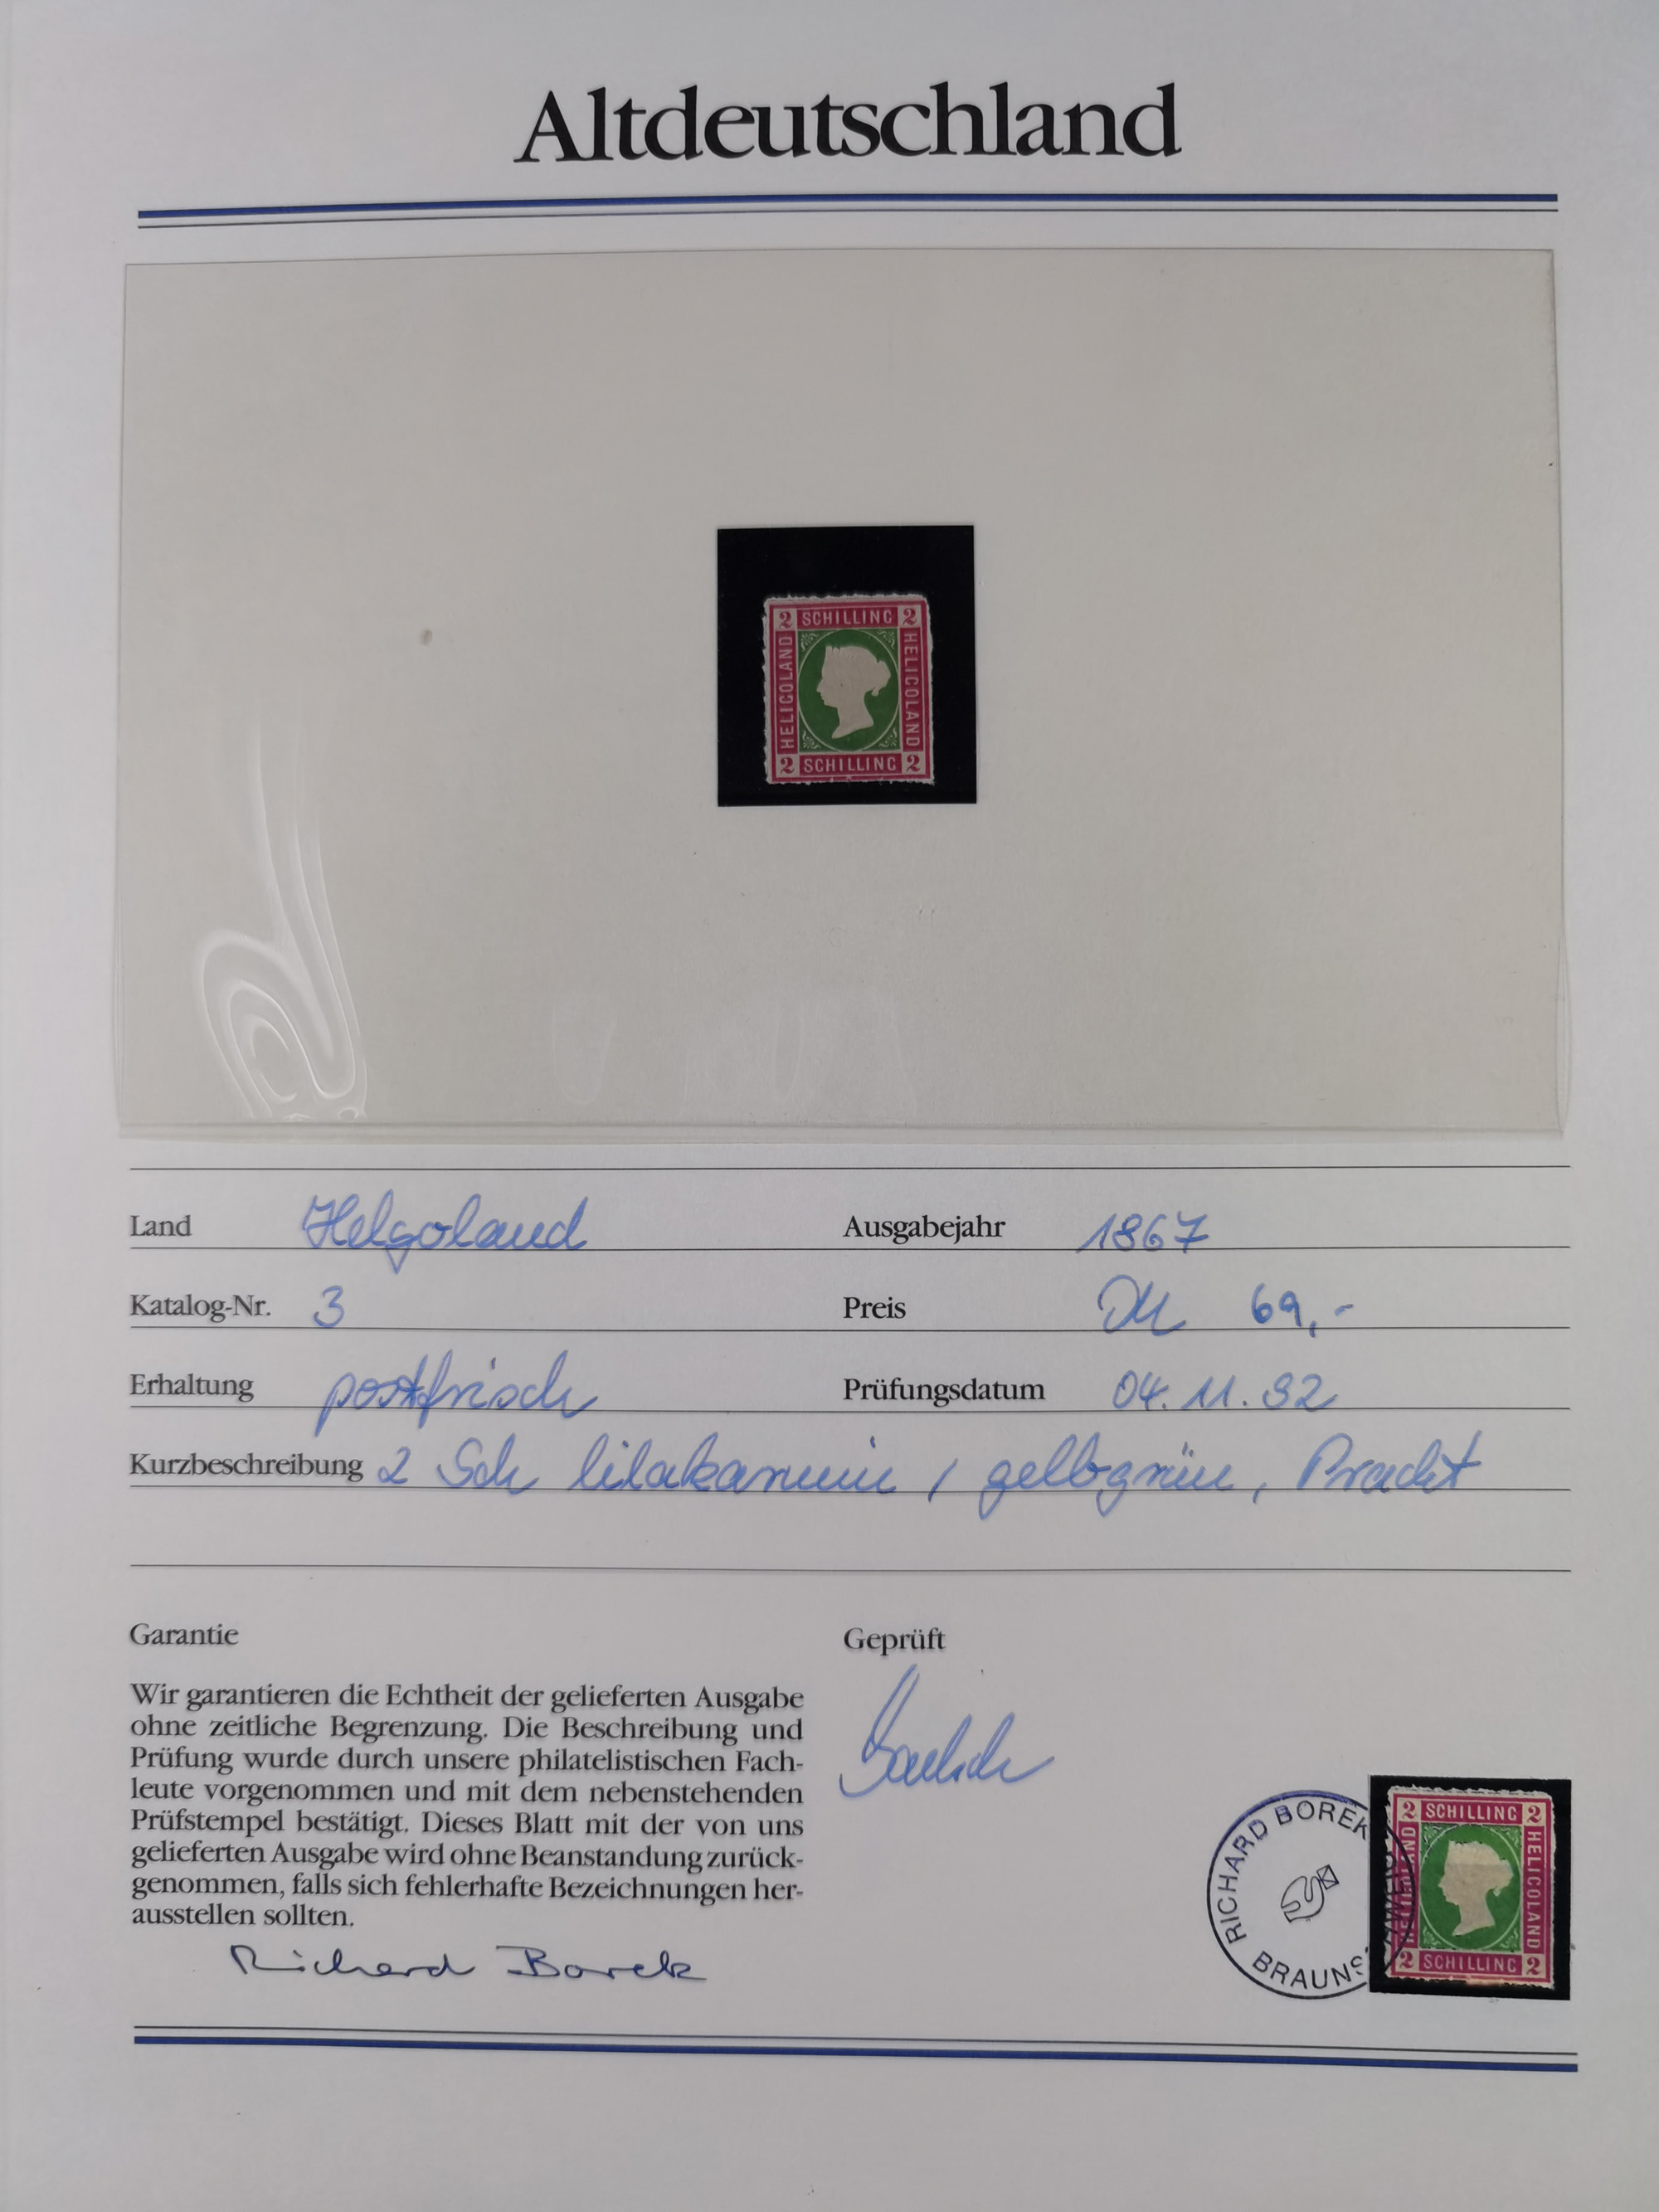 Altdeutschland
2 SCHILLING 2
HELIGOLAND
HELIGOLAND
2 SCHILLING 2
Land Helgoland Ausgabejahr 1867
Katalog-Nr. 3 Preis DM 69,-
Erhaltung postfrisch Prüfungsdatum 04.11.92
Kurzbeschreibung 2 Sch lilakarmin / gelbgrün, Pracht
Garantie
Wir garantieren die Echtheit der gelieferten Ausgabe
ohne zeitliche Begrenzung. Die Beschreibung und
Prüfung wurde durch unsere philatelistischen Fach-
leute vorgenommen und mit dem nebenstehenden
Prüfstempel bestätigt. Dieses Blatt mit der von uns
gelieferten Ausgabe wird ohne Beanstandung zurück-
genommen, falls sich fehlerhafte Bezeichnungen her-
ausstellen sollten.
Richard Borek
Geprüft
RICHARD BOREK
BRAUNS
2 SCHILLING 2
HELIGOLAND
HELIGOLAND
2 SCHILLING 2